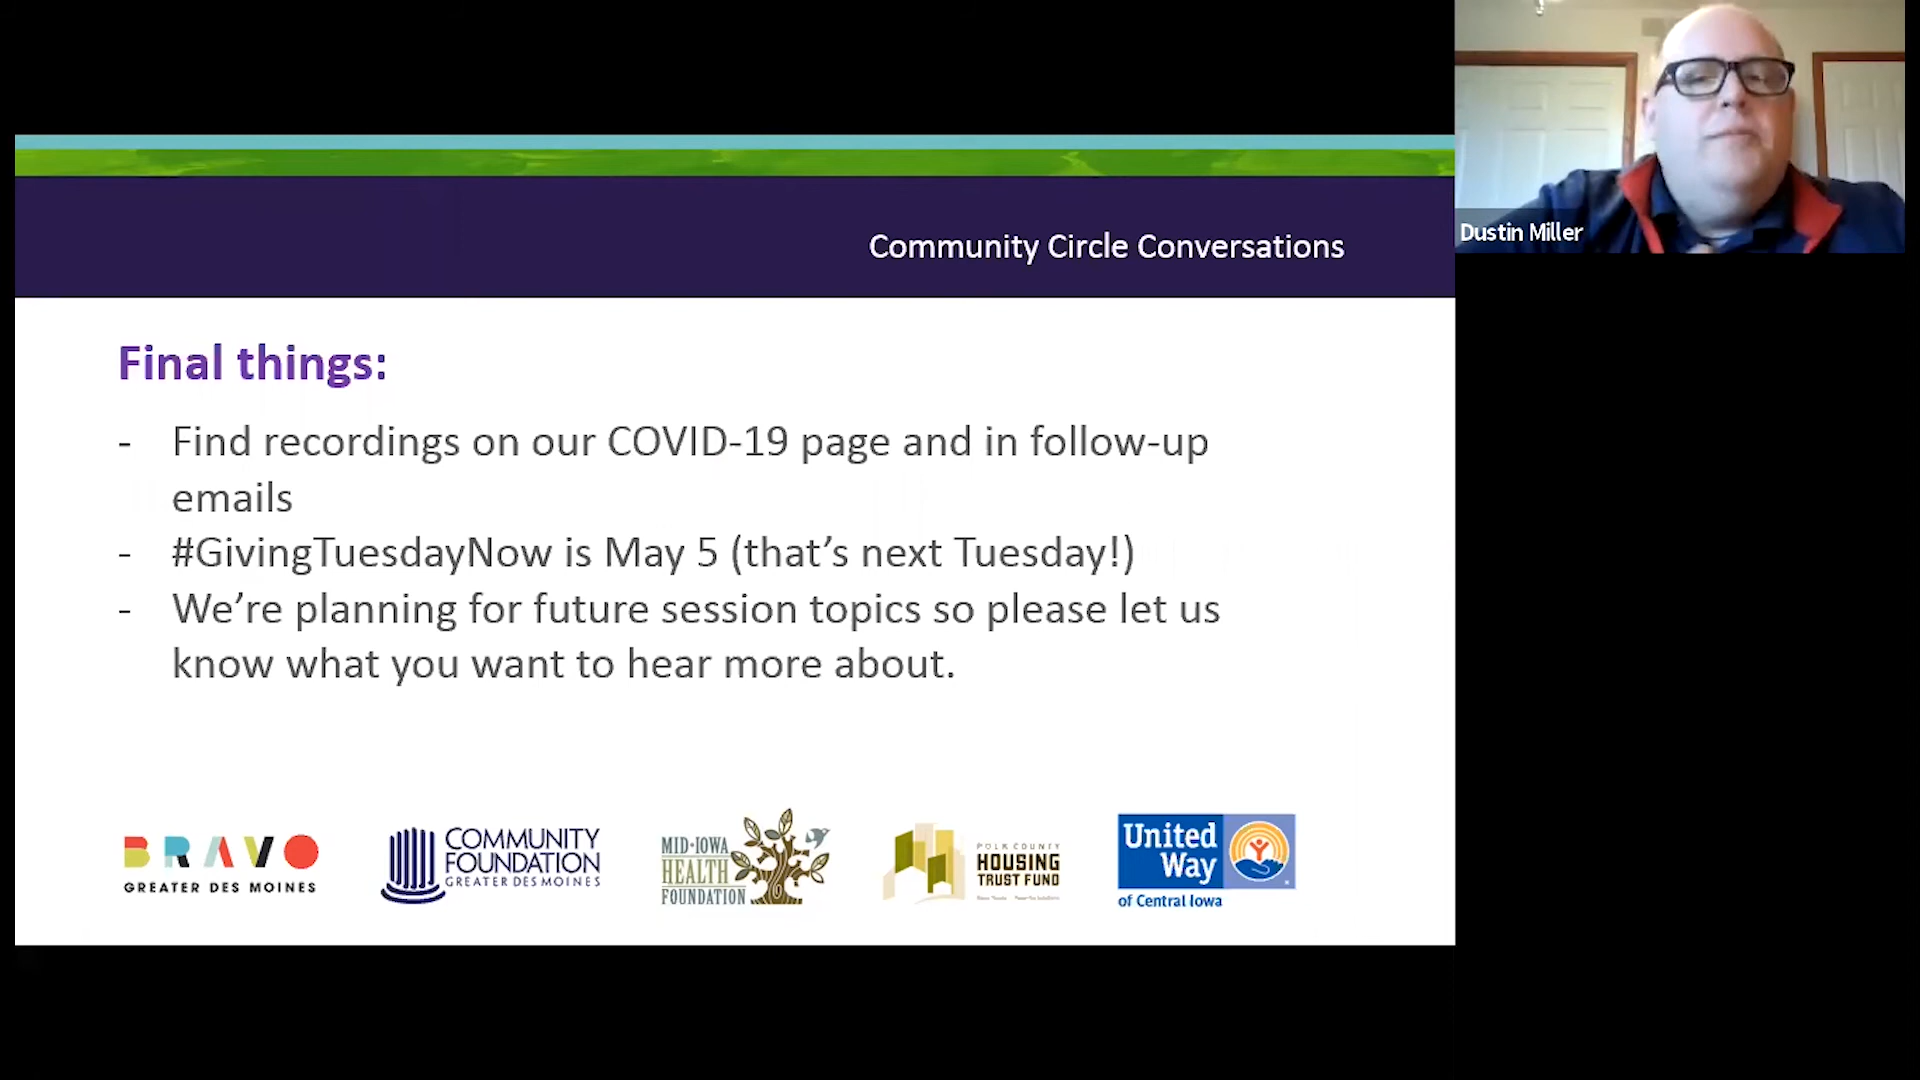 Community Circle Conversations
Dustin Miller
Final things:
- Find recordings on our COVID-19 page and in follow-up
emails
- #GivingTuesdayNow is May 5 (that’s next Tuesday!)
- We’re planning for future session topics so please let us
know what you want to hear more about.
BRAVO
GREATER DES MOINES
COMMUNITY
FOUNDATION
GREATER DES MOINES
MID-IOWA
HEALTH
FOUNDATION
POLK COUNTY
HOUSING
TRUST FUND
United
Way
of Central Iowa